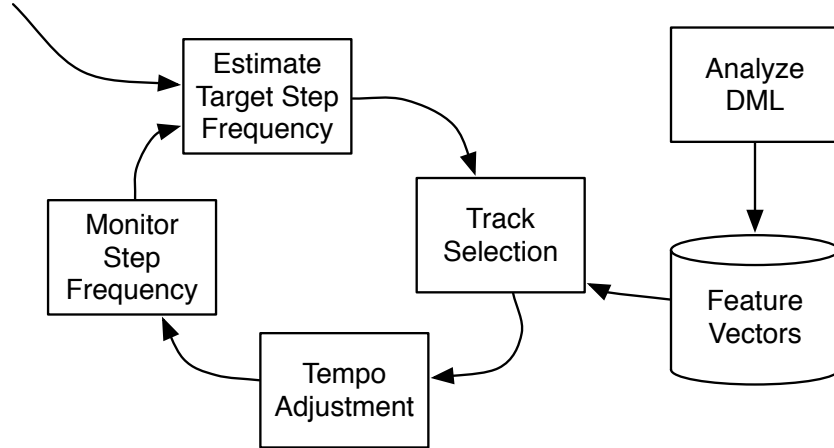 Estimate
Target Step
Frequency
Analyze
DML
Monitor
Step
Frequency
Track
Selection
Feature
Vectors
Tempo
Adjustment